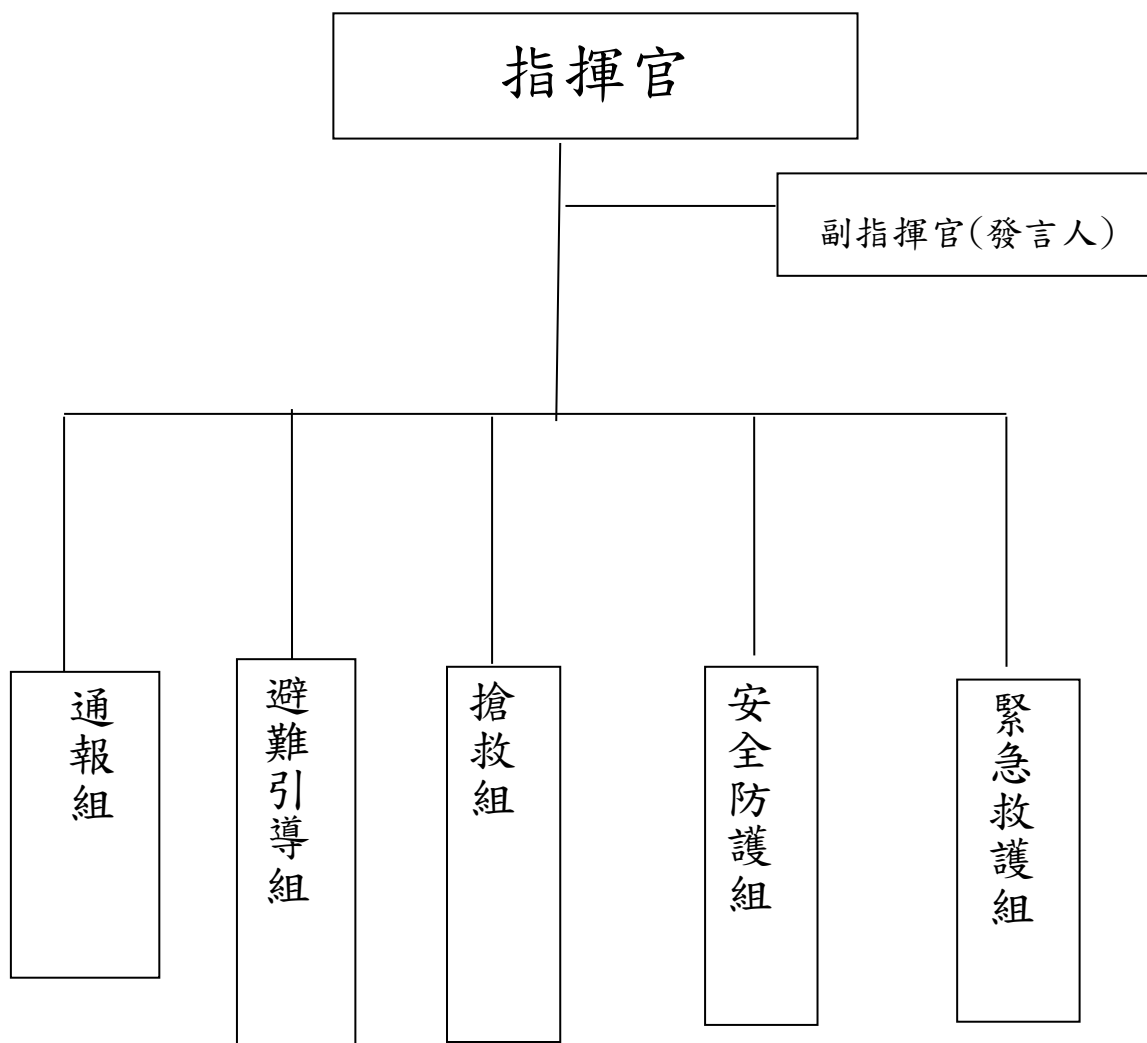 指揮官
副指揮官(發言人)
通報組
避難引導組
搶救組
安全防護組
緊急救護組